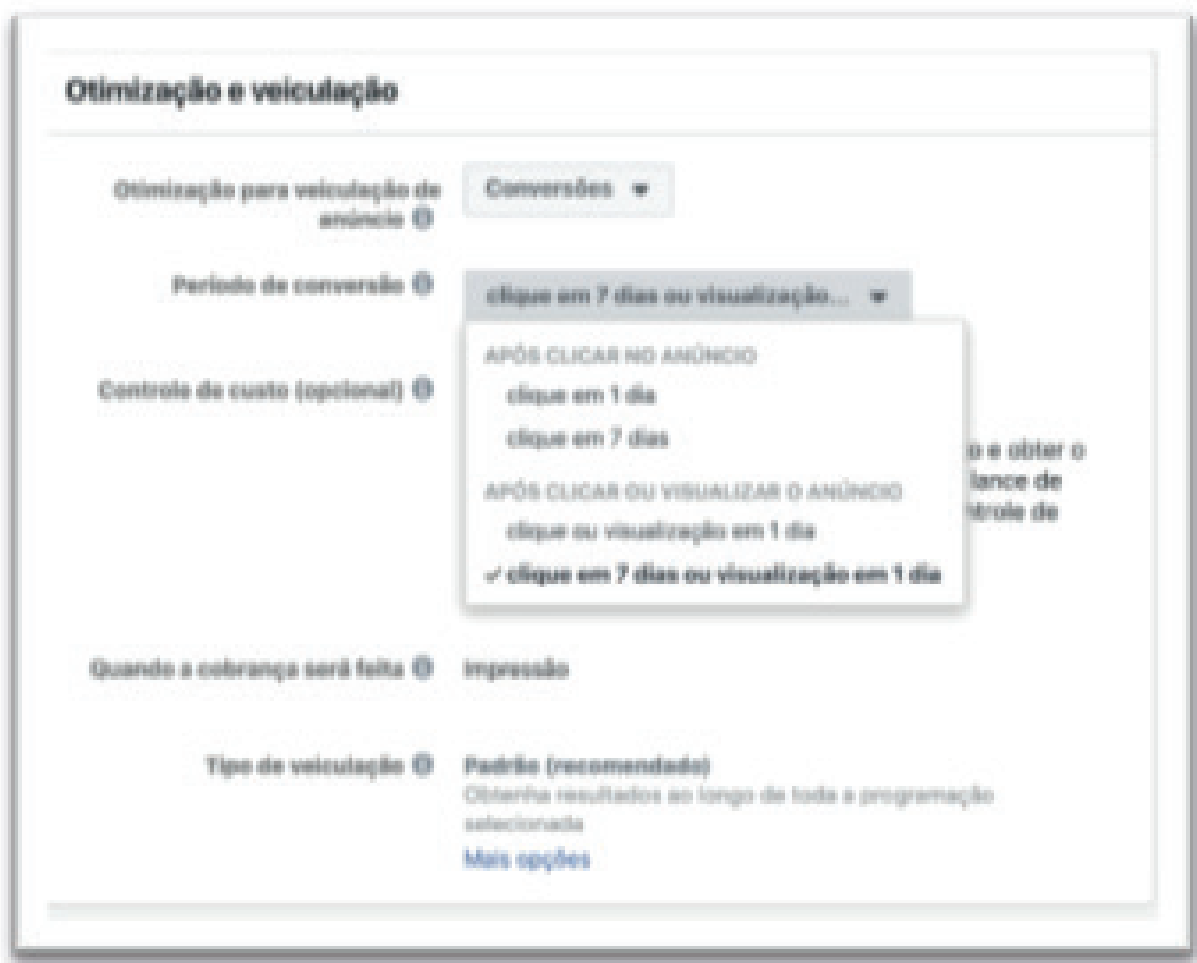 Otimização e veiculação
Otimização para veiculação de
anúncio
Conversões
Período de conversão
clique em 7 dias ou visualização...
APÓS CLICAR NO ANÚNCIO
clique em 1 dia
clique em 7 dias
APÓS CLICAR OU VISUALIZAR O ANÚNCIO
clique ou visualização em 1 dia
✓ clique em 7 dias ou visualização em 1 dia
Controle de custo (opcional)
o e obter o
lance de
ntrole de
Quando a cobrança será feita
Impressão
Tipo de veiculação
Padrão (recomendado)
Obtenha resultados ao longo de toda a programação
selecionada
Mais opções